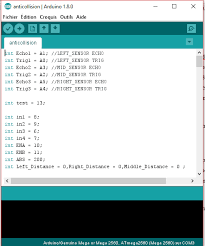 anticollision | Arduino 1.8.0
Fichier Édition Croquis Outils Aide
anticollision
int Echo1 = A1; //LEFT_SENSOR ECHO
int Trig1 = A0; //LEFT_SENSOR TRIG
int Echo2 = A3; //MID_SENSOR ECHO
int Trig2 = A2; //MID_SENSOR TRIG
int Echo3 = A5; //RIGHT_SENSOR ECHO
int Trig3 = A4; //RIGHT_SENSOR TRIG
int test = 13;
int in1 = 8;
int in2 = 9;
int in3 = 6;
int in4 = 7;
int ENA = 10;
int ENB = 11;
int ABS = 200;
int Left_Distance = 0,Right_Distance = 0,Middle_Distance = 0 ;
Arduino/Genuino Mega or Mega 2560, ATmega2560 (Mega 2560) sur COM3